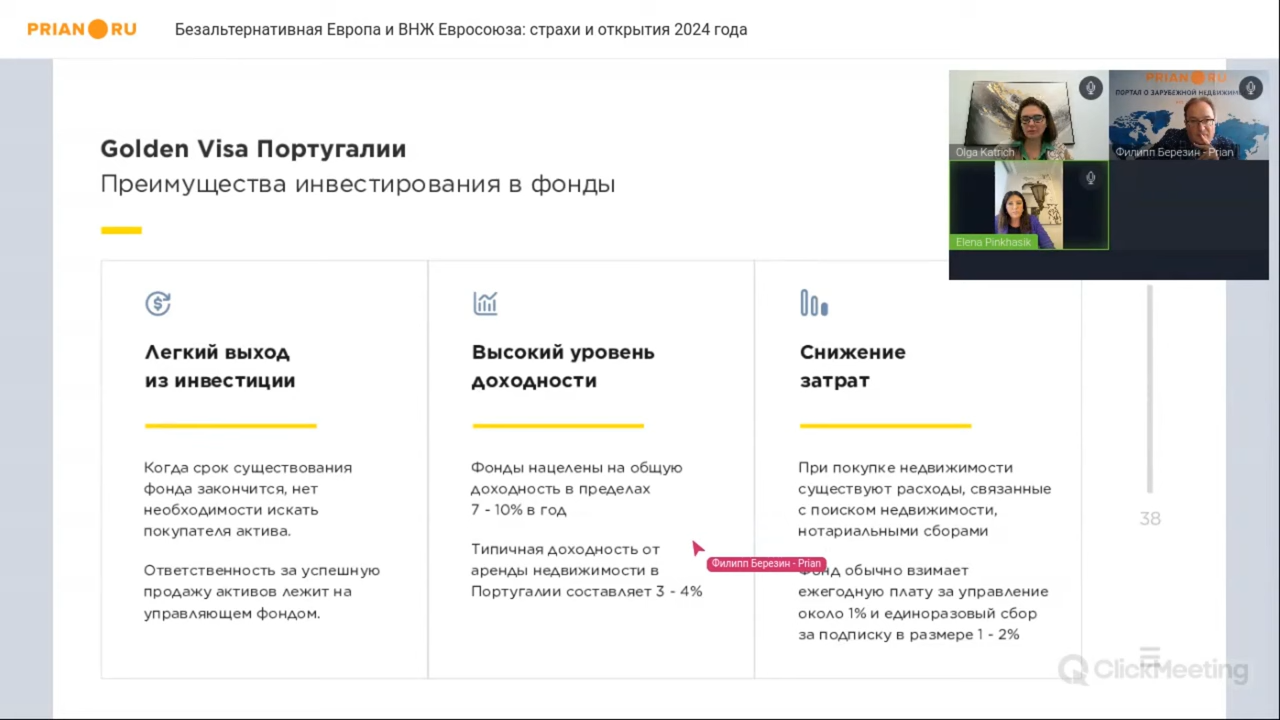 PRIAN RU
Безальтернативная Европа и ВНЖ Евросоюза: страхи и открытия 2024 года
PRIAN RU
ПОРТАЛ О ЗАРУБЕЖНОЙ НЕДВИЖИМ
Olga Katrich
Филипп Березин - Prian
Elena Pinkhasik
Golden Visa Португалии
Преимущества инвестирования в фонды
Легкий выход
из инвестиции
Когда срок существования
фонда закончится, нет
необходимости искать
покупателя актива.
Ответственность за успешную
продажу активов лежит на
управляющем фондом.
Высокий уровень
доходности
Фонды нацелены на общую
доходность в пределах
7 - 10% в год
Типичная доходность от
аренды недвижимости в
Португалии составляет 3 - 4%
Филипп Березин - Prian
Снижение
затрат
При покупке недвижимости
существуют расходы, связанные
с поиском недвижимости,
нотариальными сборами
Фонд обычно взимает
ежегодную плату за управление
около 1% и единоразовый сбор
за подписку в размере 1 - 2%
38
ClickMeeting